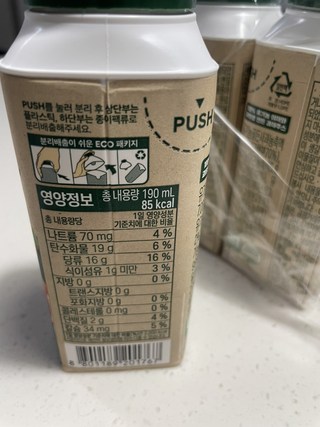 PUSH를 눌러 분리 후 상단부는
플라스틱, 하단부는 종이팩류로
분리배출해주세요.
PUSH
분리배출이 쉬운 ECO 패키지
영양정보
총 내용량 190 mL
85 kcal
총 내용량당
1일 영양성분
기준치에 대한 비율
나트륨 70 mg 4 %
탄수화물 19 g 6 %
당류 16 g 16 %
식이섬유 1g 미만 3 %
지방 0 g 0 %
트랜스지방 0 g
포화지방 0 g 0 %
콜레스테롤 0 mg 0 %
단백질 2 g 4 %
칼슘 34 mg 5 %